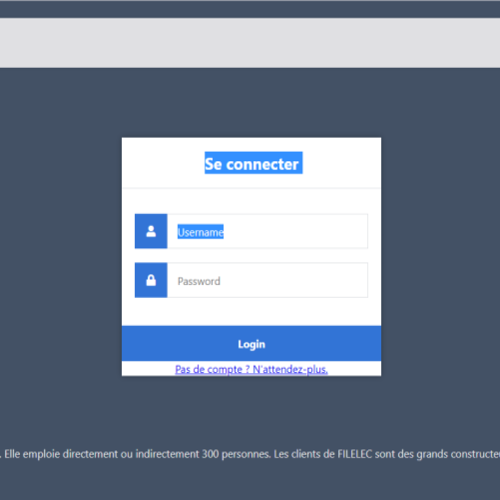 Se connecter
Username
Password
Login
Pas de compte ? N'attendez-plus.
. Elle emploie directement ou indirectement 300 personnes. Les clients de FILELEC sont des grands